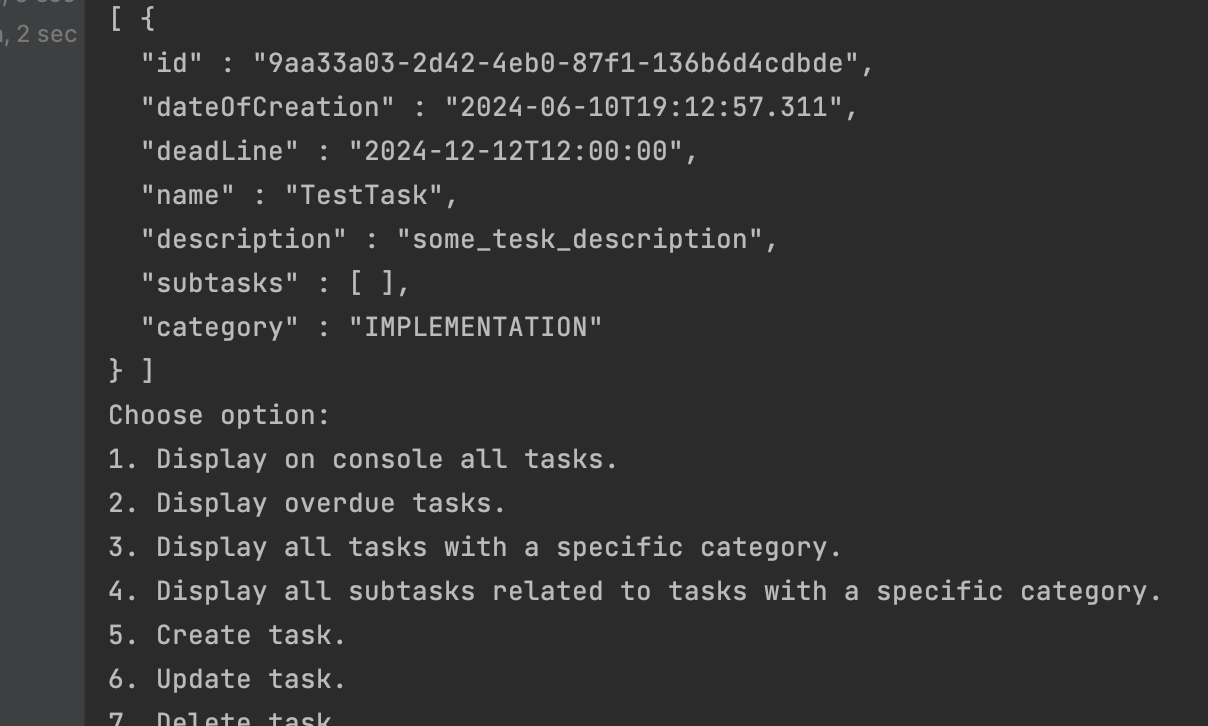 2 sec
[ {
"id" : "9aa33a03-2d42-4eb0-87f1-136b6d4cdbde",
"dateOfCreation" : "2024-06-10T19:12:57.311",
"deadLine" : "2024-12-12T12:00:00",
"name" : "TestTask",
"description" : "some_tesk_description",
"subtasks" : [ ],
"category" : "IMPLEMENTATION"
} ]
Choose option:
1. Display on console all tasks.
2. Display overdue tasks.
3. Display all tasks with a specific category.
4. Display all subtasks related to tasks with a specific category.
5. Create task.
6. Update task.
7. Delete task